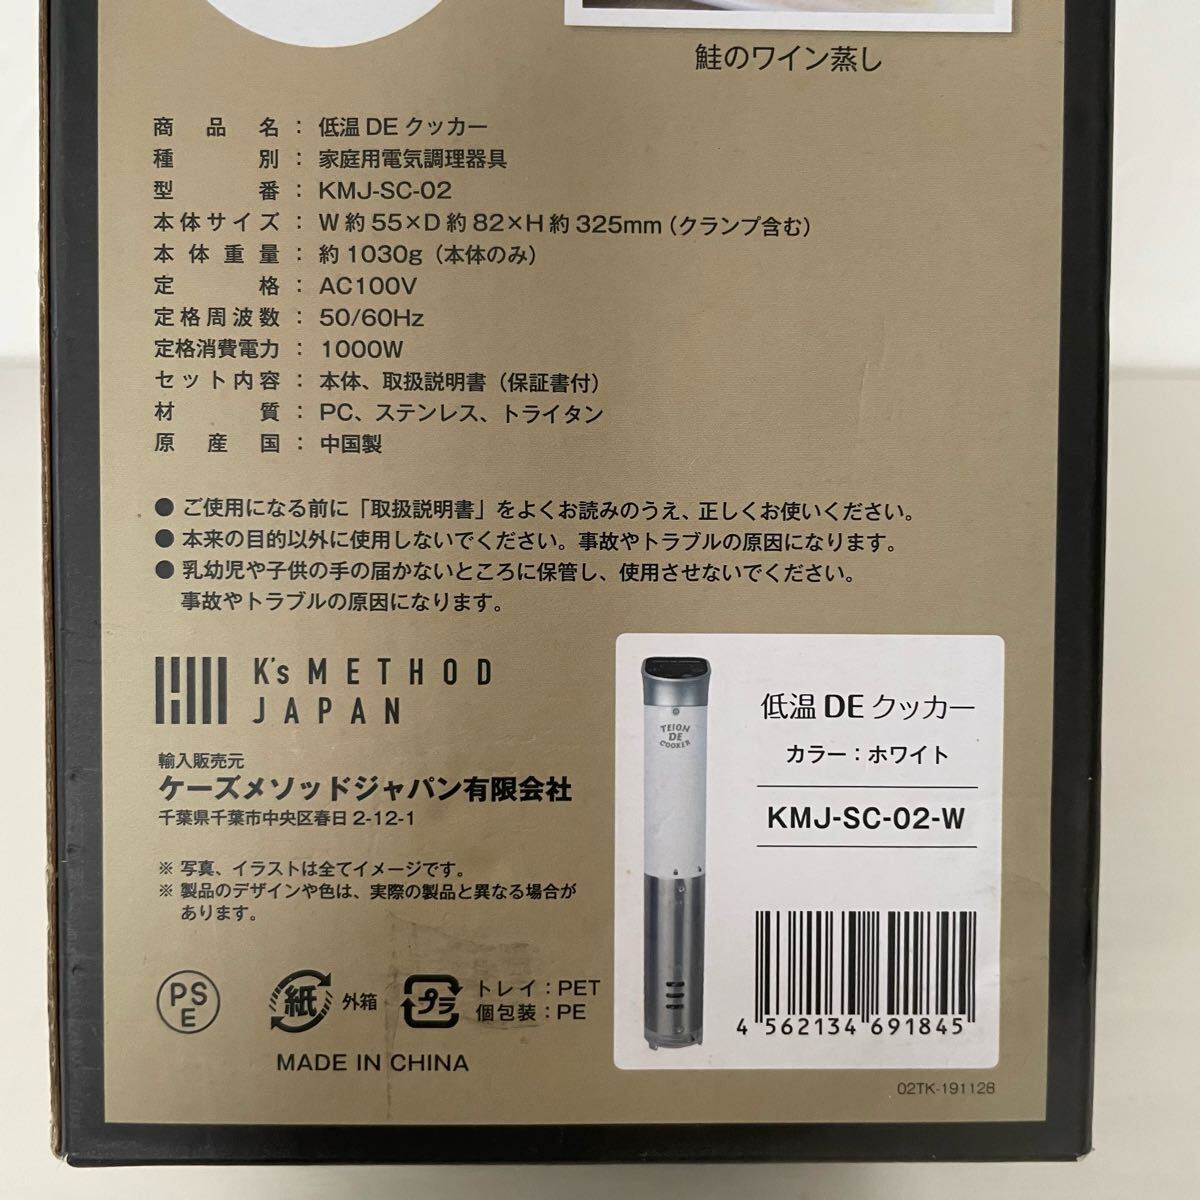 鮭のワイン蒸し
商品名：低温 DE クッカー
種別：家庭用電気調理器具
型番：KMJ-SC-02
本体サイズ：W 約 55×D 約 82×H 約 325mm（クランプ含む）
本体重量：約 1030g（本体のみ）
定格：AC100V
定格周波数：50/60Hz
定格消費電力：1000W
セット内容：本体、取扱説明書（保証書付）
材質：PC、ステンレス、トライタン
原産国：中国製
● ご使用になる前に「取扱説明書」をよくお読みのうえ、正しくお使いください。
● 本来の目的以外に使用しないでください。事故やトラブルの原因になります。
● 乳幼児や子供の手の届かないところに保管し、使用させないでください。
事故やトラブルの原因になります。
K's METHOD
JAPAN
輸入販売元
ケーズメソッドジャパン有限会社
千葉県千葉市中央区春日 2-12-1
※ 写真、イラストは全てイメージです。
※ 製品のデザインや色は、実際の製品と異なる場合が
あります。
PS
E
紙 外箱
プラ
トレイ：PET
個包装：PE
MADE IN CHINA
TEION
DE
COOKER
低温 DE クッカー
カラー：ホワイト
KMJ-SC-02-W
4 562134 691845
02TK-191128